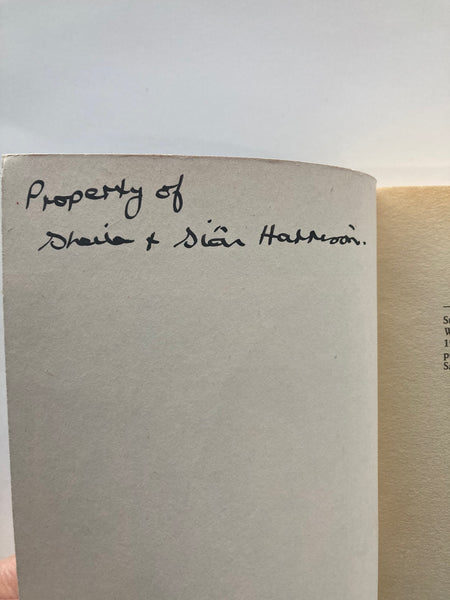 Property of
Sheila + Siân Harrison.